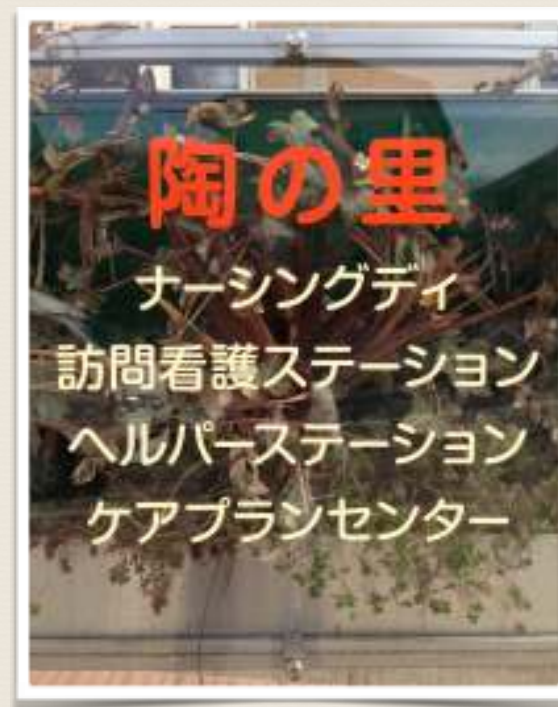 陶の里
ナーシングディ
訪問看護ステーション
ヘルパーステーション
ケアプランセンター